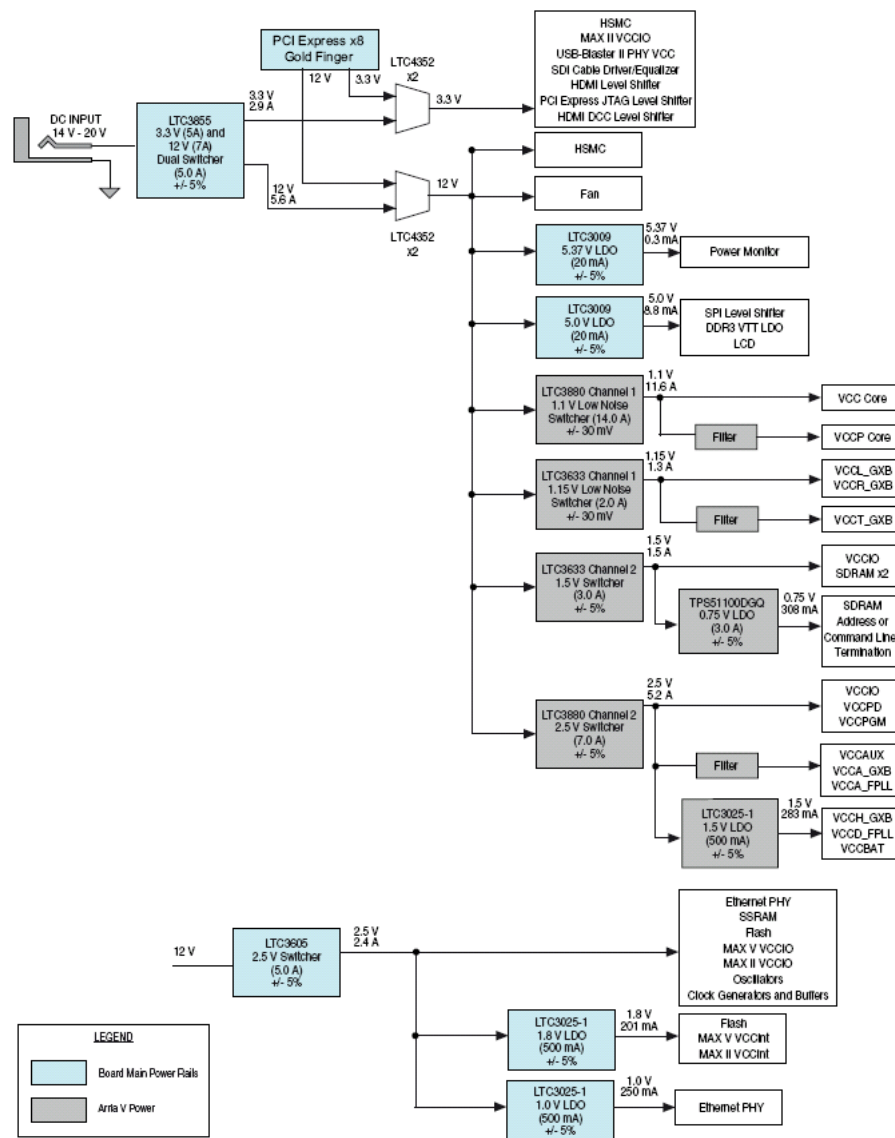 PCI Express x8
Gold Finger
12 V
3.3 V
LTC4352
x2
3.3 V
HSMC
MAX II VCCIO
USB-Blaster II PHY VCC
SDI Cable Driver/Equalizer
HDMI Level Shifter
PCI Express JTAG Level Shifter
HDMI DCC Level Shifter
DC INPUT
14 V - 20 V
LTC3855
3.3 V (5A) and
12 V (7A)
Dual Switcher
(5.0 A)
+/- 5%
3.3 V
2.9 A
12 V
5.6 A
12 V
LTC4352
x2
HSMC
Fan
LTC3009
5.37 V LDO
(20 mA)
+/- 5%
5.37 V
0.3 mA
Power Monitor
LTC3009
5.0 V LDO
(20 mA)
+/- 5%
5.0 V
8.8 mA
SPI Level Shifter
DDR3 VTT LDO
LCD
LTC3880 Channel 1
1.1 V Low Noise
Switcher (14.0 A)
+/- 30 mV
1.1 V
11.6 A
VCC Core
Filter
VCCP Core
LTC3633 Channel 1
1.15 V Low Noise
Switcher (2.0 A)
+/- 30 mV
1.15 V
1.3 A
VCCL_GXB
VCCR_GXB
Filter
VCCT_GXB
LTC3633 Channel 2
1.5 V Switcher
(3.0 A)
+/- 5%
1.5 V
1.5 A
VCCIO
SDRAM x2
TPS51100DGQ
0.75 V LDO
(3.0 A)
+/- 5%
0.75 V
308 mA
SDRAM
Address or
Command Line
Termination
LTC3880 Channel 2
2.5 V Switcher
(7.0 A)
+/- 5%
2.5 V
5.2 A
VCCIO
VCCPD
VCCPGM
Filter
VCCAUX
VCCA_GXB
VCCA_FPLL
LTC3025-1
1.5 V LDO
(500 mA)
+/- 5%
1.5 V
283 mA
VCCH_GXB
VCCD_FPLL
VCCBAT
12 V
LTC3605
2.5 V Switcher
(5.0 A)
+/- 5%
2.5 V
2.4 A
Ethernet PHY
SSRAM
Flash
MAX V VCCIO
MAX II VCCIO
Oscillators
Clock Generators and Buffers
LTC3025-1
1.8 V LDO
(500 mA)
+/- 5%
1.8 V
201 mA
Flash
MAX V VCCInt
MAX II VCCInt
LTC3025-1
1.0 V LDO
(500 mA)
+/- 5%
1.0 V
250 mA
Ethernet PHY
LEGEND
Board Main Power Rails
Arria V Power